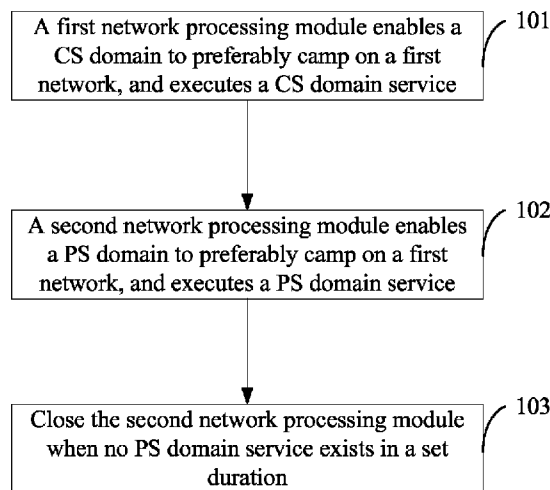 A first network processing module enables a
CS domain to preferably camp on a first
network, and executes a CS domain service
101
A second network processing module enables
a PS domain to preferably camp on a first
network, and executes a PS domain service
102
Close the second network processing module
when no PS domain service exists in a set
duration
103